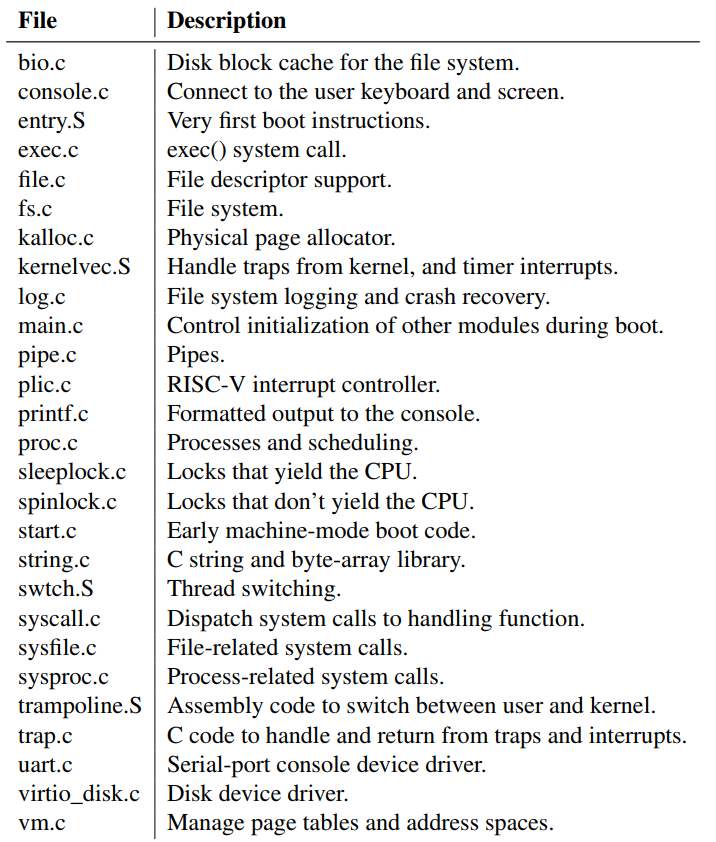 File Description
bio.c Disk block cache for the file system.
console.c Connect to the user keyboard and screen.
entry.S Very first boot instructions.
exec.c exec() system call.
file.c File descriptor support.
fs.c File system.
kalloc.c Physical page allocator.
kernelvec.S Handle traps from kernel, and timer interrupts.
log.c File system logging and crash recovery.
main.c Control initialization of other modules during boot.
pipe.c Pipes.
plic.c RISC-V interrupt controller.
printf.c Formatted output to the console.
proc.c Processes and scheduling.
sleeplock.c Locks that yield the CPU.
spinlock.c Locks that don’t yield the CPU.
start.c Early machine-mode boot code.
string.c C string and byte-array library.
swtch.S Thread switching.
syscall.c Dispatch system calls to handling function.
sysfile.c File-related system calls.
sysproc.c Process-related system calls.
trampoline.S Assembly code to switch between user and kernel.
trap.c C code to handle and return from traps and interrupts.
uart.c Serial-port console device driver.
virtio_disk.c Disk device driver.
vm.c Manage page tables and address spaces.